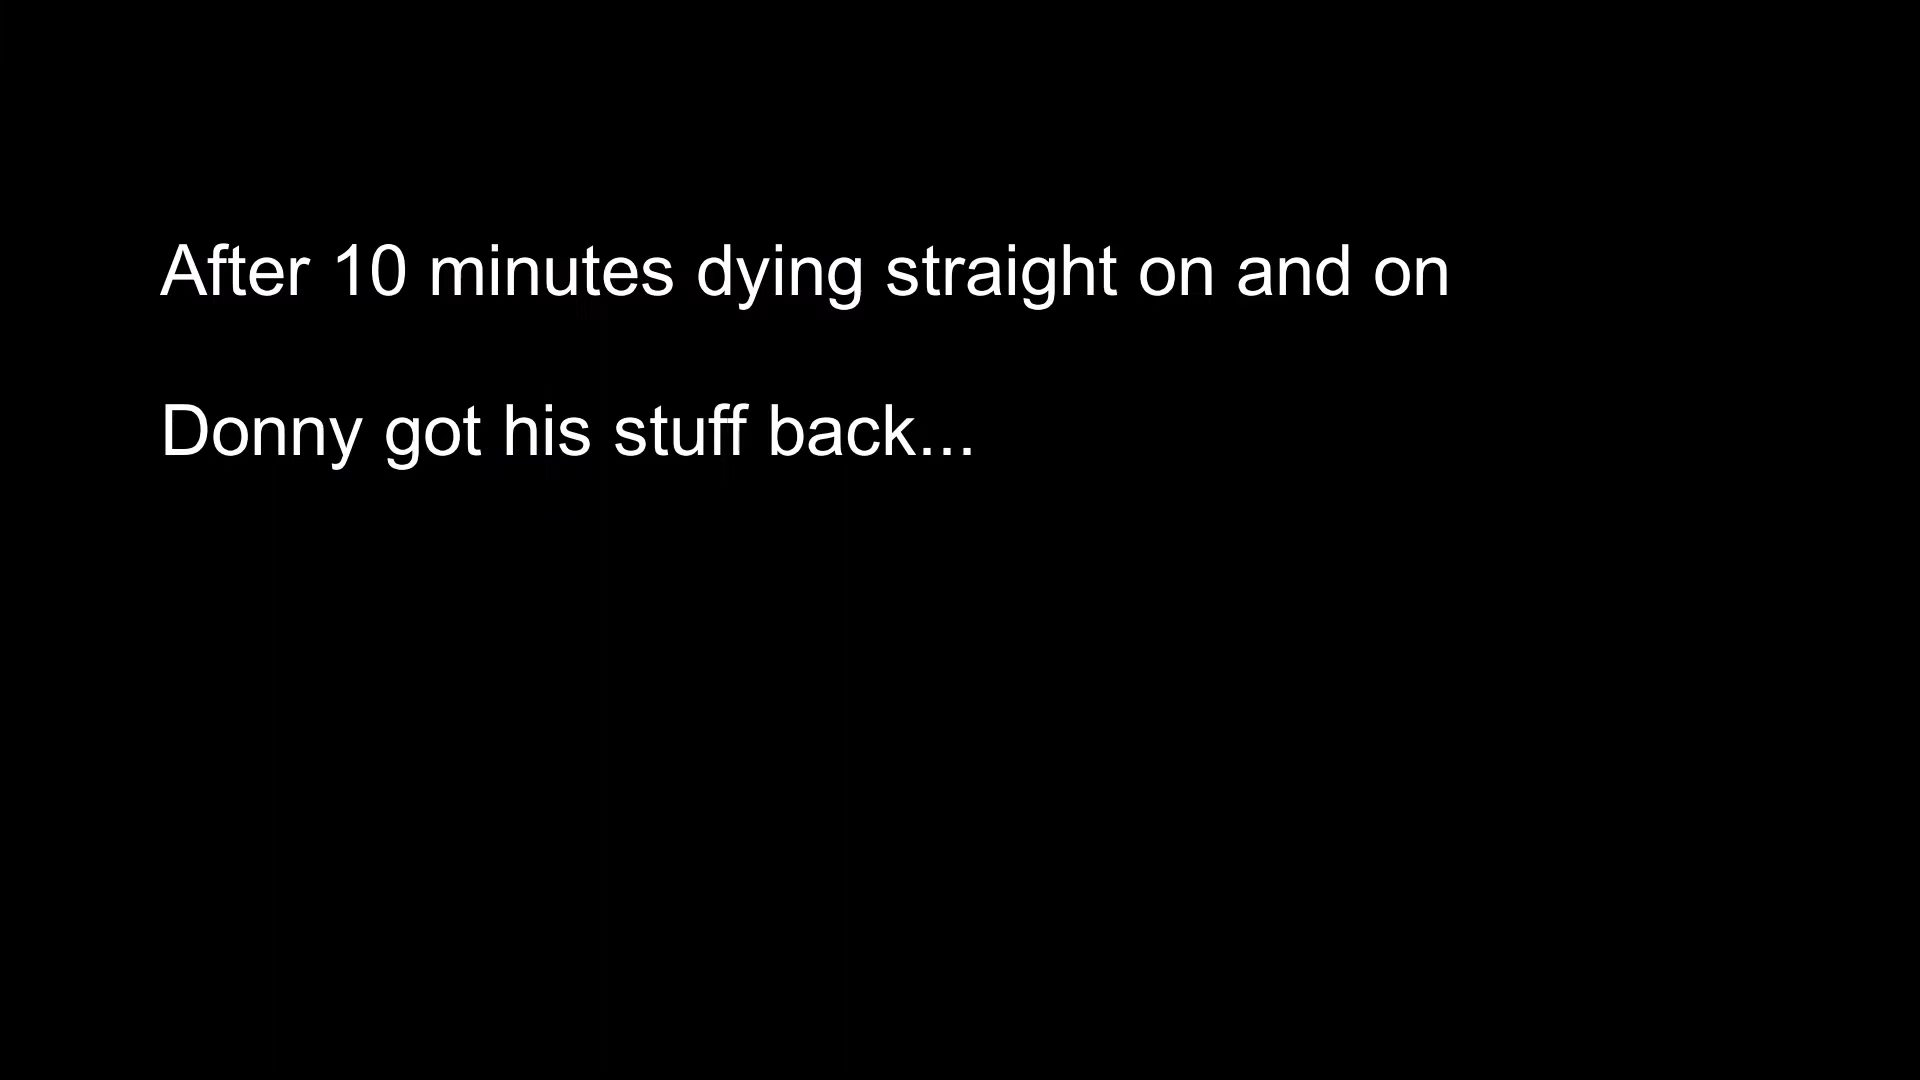 After 10 minutes dying straight on and on
Donny got his stuff back...